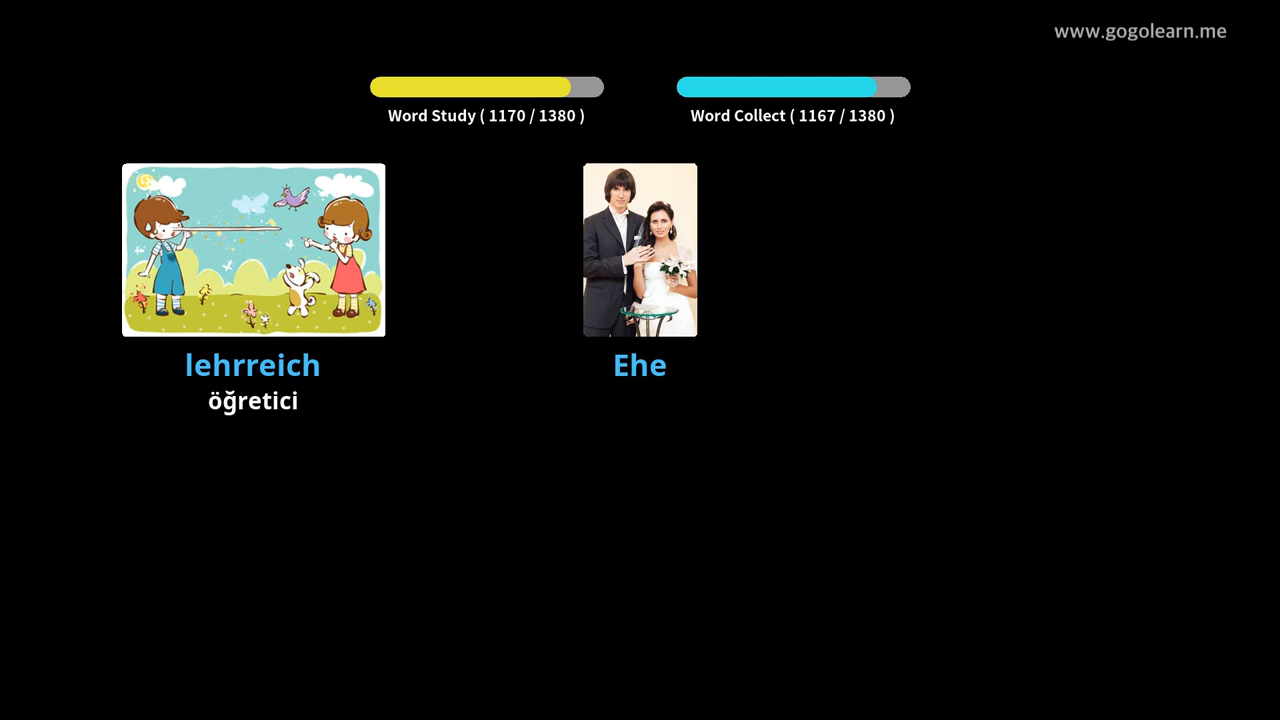 www.gogolearn.me
Word Study ( 1170 / 1380 )
Word Collect ( 1167 / 1380 )
lehrreich
öğretici
Ehe